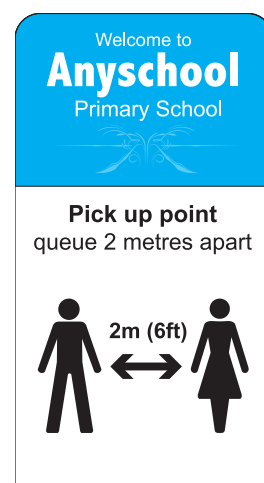 Welcome to
Anyschool
Primary School
Pick up point
queue 2 metres apart
2m (6ft)